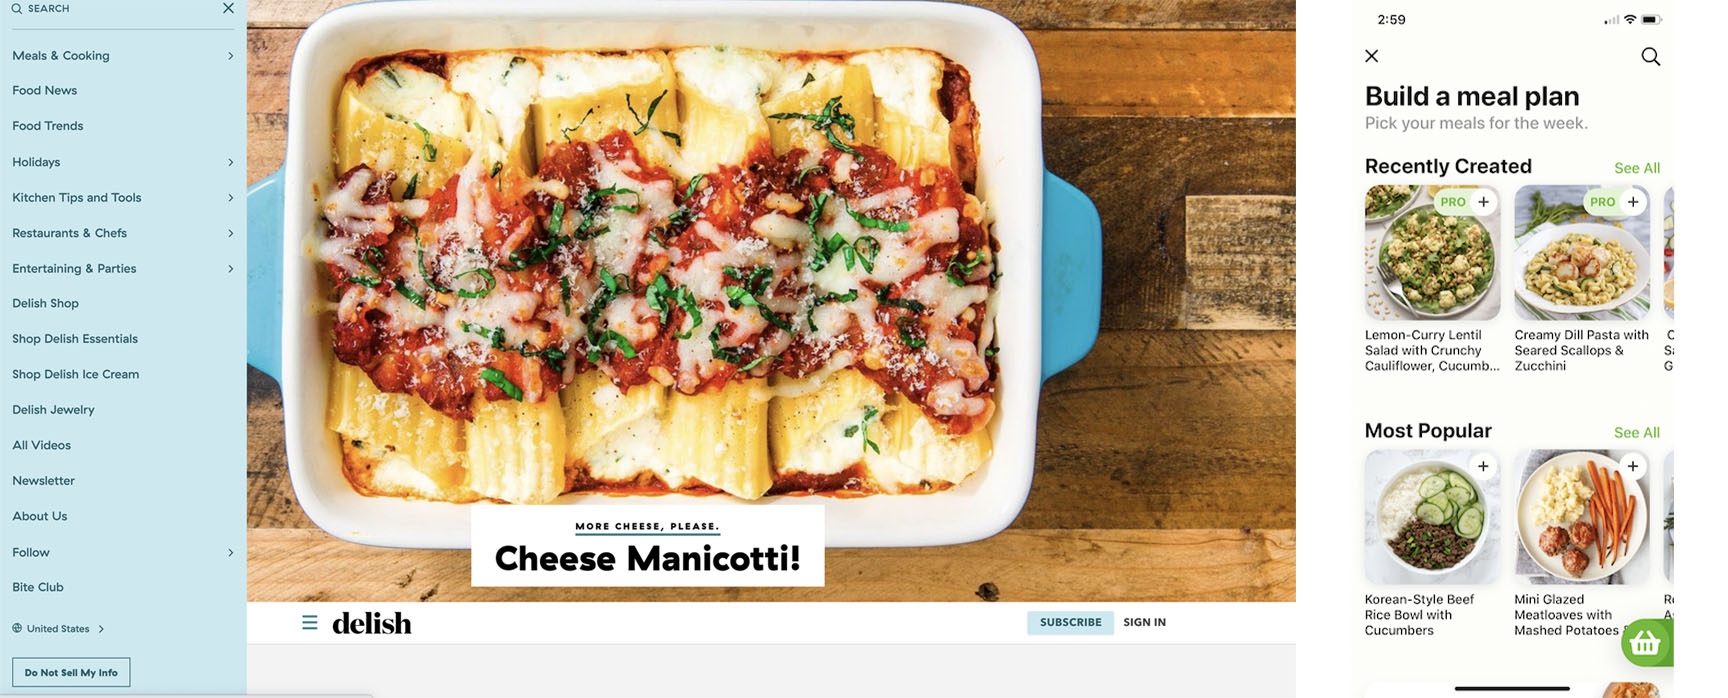 SEARCH
Meals & Cooking
Food News
Food Trends
Holidays
Kitchen Tips and Tools
Restaurants & Chefs
Entertaining & Parties
Delish Shop
Shop Delish Essentials
Shop Delish Ice Cream
Delish Jewelry
All Videos
Newsletter
About Us
Follow
Bite Club
United States
Do Not Sell My Info
MORE CHEESE, PLEASE.
Cheese Manicotti!
delish
SUBSCRIBE
SIGN IN
2:59
Build a meal plan
Pick your meals for the week.
Recently Created
See All
PRO +
PRO +
Lemon-Curry Lentil
Salad with Crunchy
Cauliflower, Cucumb...
Creamy Dill Pasta with
Seared Scallops &
Zucchini
Most Popular
See All
+
+
Korean-Style Beef
Rice Bowl with
Cucumbers
Mini Glazed
Meatloaves with
Mashed Potatoes